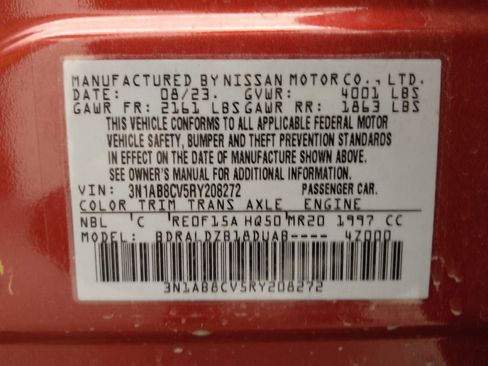 MANUFACTURED BY NISSAN MOTOR CO., LTD.
DATE: 08/23. GVWR: 4001 LBS
GAWR FR: 2161 LBS GAWR RR: 1863 LBS
THIS VEHICLE CONFORMS TO ALL APPLICABLE FEDERAL MOTOR
VEHICLE SAFETY, BUMPER AND THEFT PREVENTION STANDARDS
IN EFFECT ON THE DATE OF MANUFACTURE SHOWN ABOVE.
SEE OWNER'S MANUAL FOR ADDITIONAL INFORMATION.
VIN: 3N1AB8CV5RY208272 PASSENGER CAR.
COLOR TRIM TRANS AXLE ENGINE
NBL C RE0F15A HQ50 MR20 1997 CC
MODEL: BDRALDZB18DUAB---- 4Z000
3N1AB8CV5RY208272